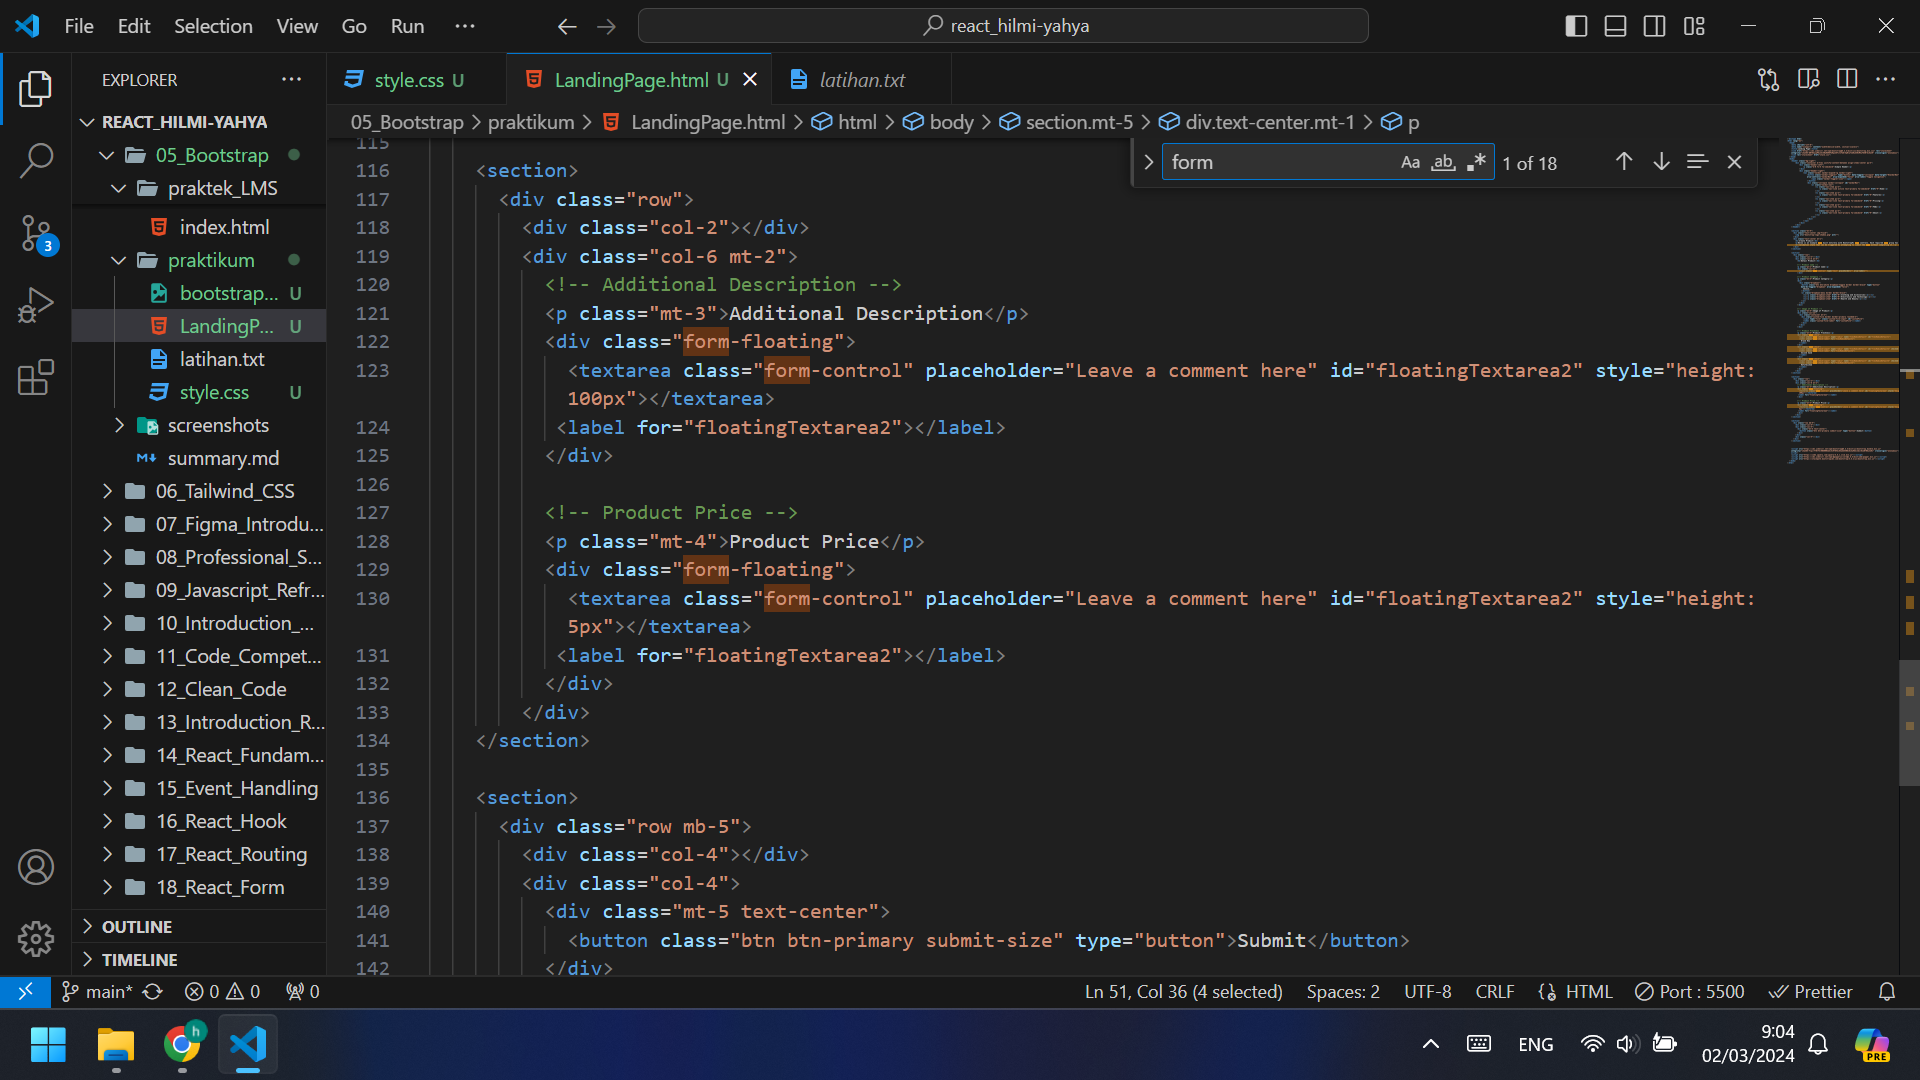 File Edit Selection View Go Run ···
react_hilmi-yahya
EXPLORER
style.css U
LandingPage.html U
latihan.txt
REACT_HILMI-YAHYA
05_Bootstrap
praktek_LMS
index.html
praktikum
bootstrap... U
LandingP... U
latihan.txt
style.css U
screenshots
summary.md
06_Tailwind_CSS
07_Figma_Introdu...
08_Professional_S...
09_Javascript_Refr...
10_Introduction_...
11_Code_Compet...
12_Clean_Code
13_Introduction_R...
14_React_Fundam...
15_Event_Handling
16_React_Hook
17_React_Routing
18_React_Form
OUTLINE
TIMELINE
05_Bootstrap > praktikum > LandingPage.html > html > body > section.mt-5 > div.text-center.mt-1 > p
form Aa ab .* 1 of 18
115
116 <section>
117 <div class="row">
118 <div class="col-2"></div>
119 <div class="col-6 mt-2">
120 <!-- Additional Description -->
121 <p class="mt-3">Additional Description</p>
122 <div class="form-floating">
123 <textarea class="form-control" placeholder="Leave a comment here" id="floatingTextarea2" style="height:
100px"></textarea>
124 <label for="floatingTextarea2"></label>
125 </div>
126
127 <!-- Product Price -->
128 <p class="mt-4">Product Price</p>
129 <div class="form-floating">
130 <textarea class="form-control" placeholder="Leave a comment here" id="floatingTextarea2" style="height:
5px"></textarea>
131 <label for="floatingTextarea2"></label>
132 </div>
133 </div>
134 </section>
135
136 <section>
137 <div class="row mb-5">
138 <div class="col-4"></div>
139 <div class="col-4">
140 <div class="mt-5 text-center">
141 <button class="btn btn-primary submit-size" type="button">Submit</button>
142 </div>
3
main* 0 0 0
Ln 51, Col 36 (4 selected) Spaces: 2 UTF-8 CRLF HTML Port : 5500 Prettier
h
ENG
9:04
02/03/2024
PRE